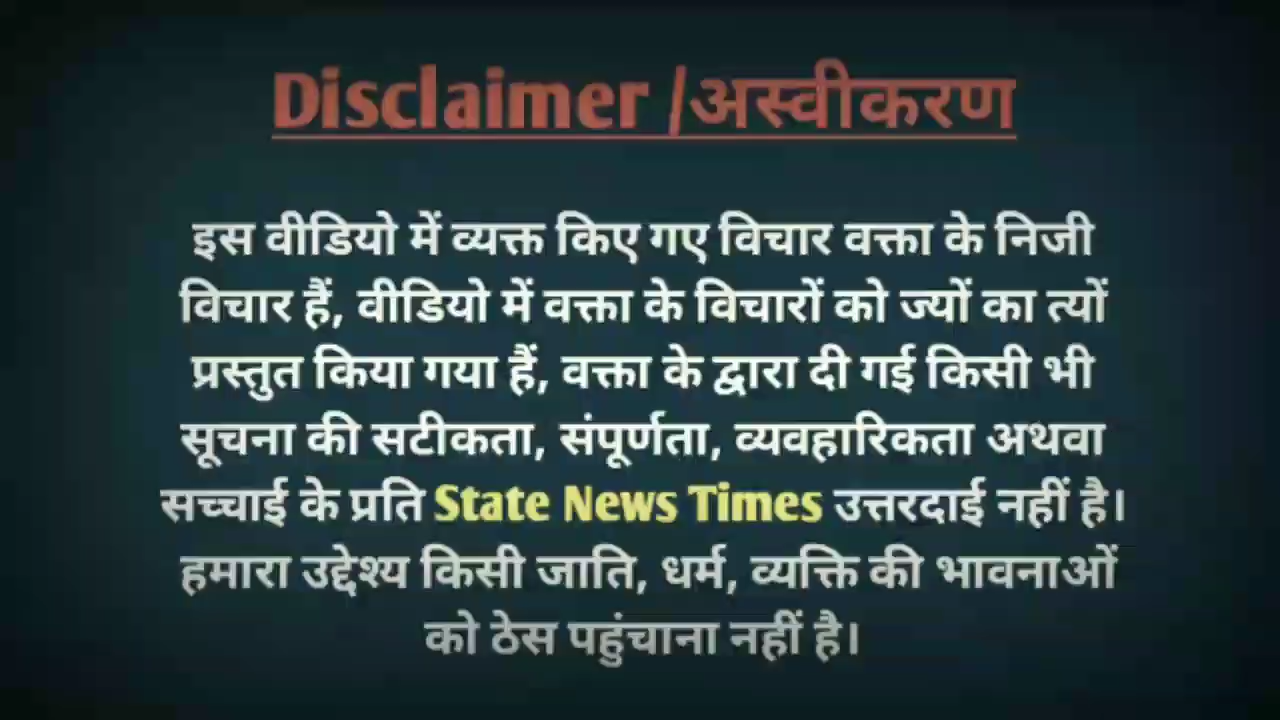 Disclaimer /अस्वीकरण
इस वीडियो में व्यक्त किए गए विचार वक्ता के निजी
विचार हैं, वीडियो में वक्ता के विचारों को ज्यों का त्यों
प्रस्तुत किया गया हैं, वक्ता के द्वारा दी गई किसी भी
सूचना की सटीकता, संपूर्णता, व्यवहारिकता अथवा
सच्चाई के प्रति State News Times उत्तरदाई नहीं है।
हमारा उद्देश्य किसी जाति, धर्म, व्यक्ति की भावनाओं
को ठेस पहुंचाना नहीं है।